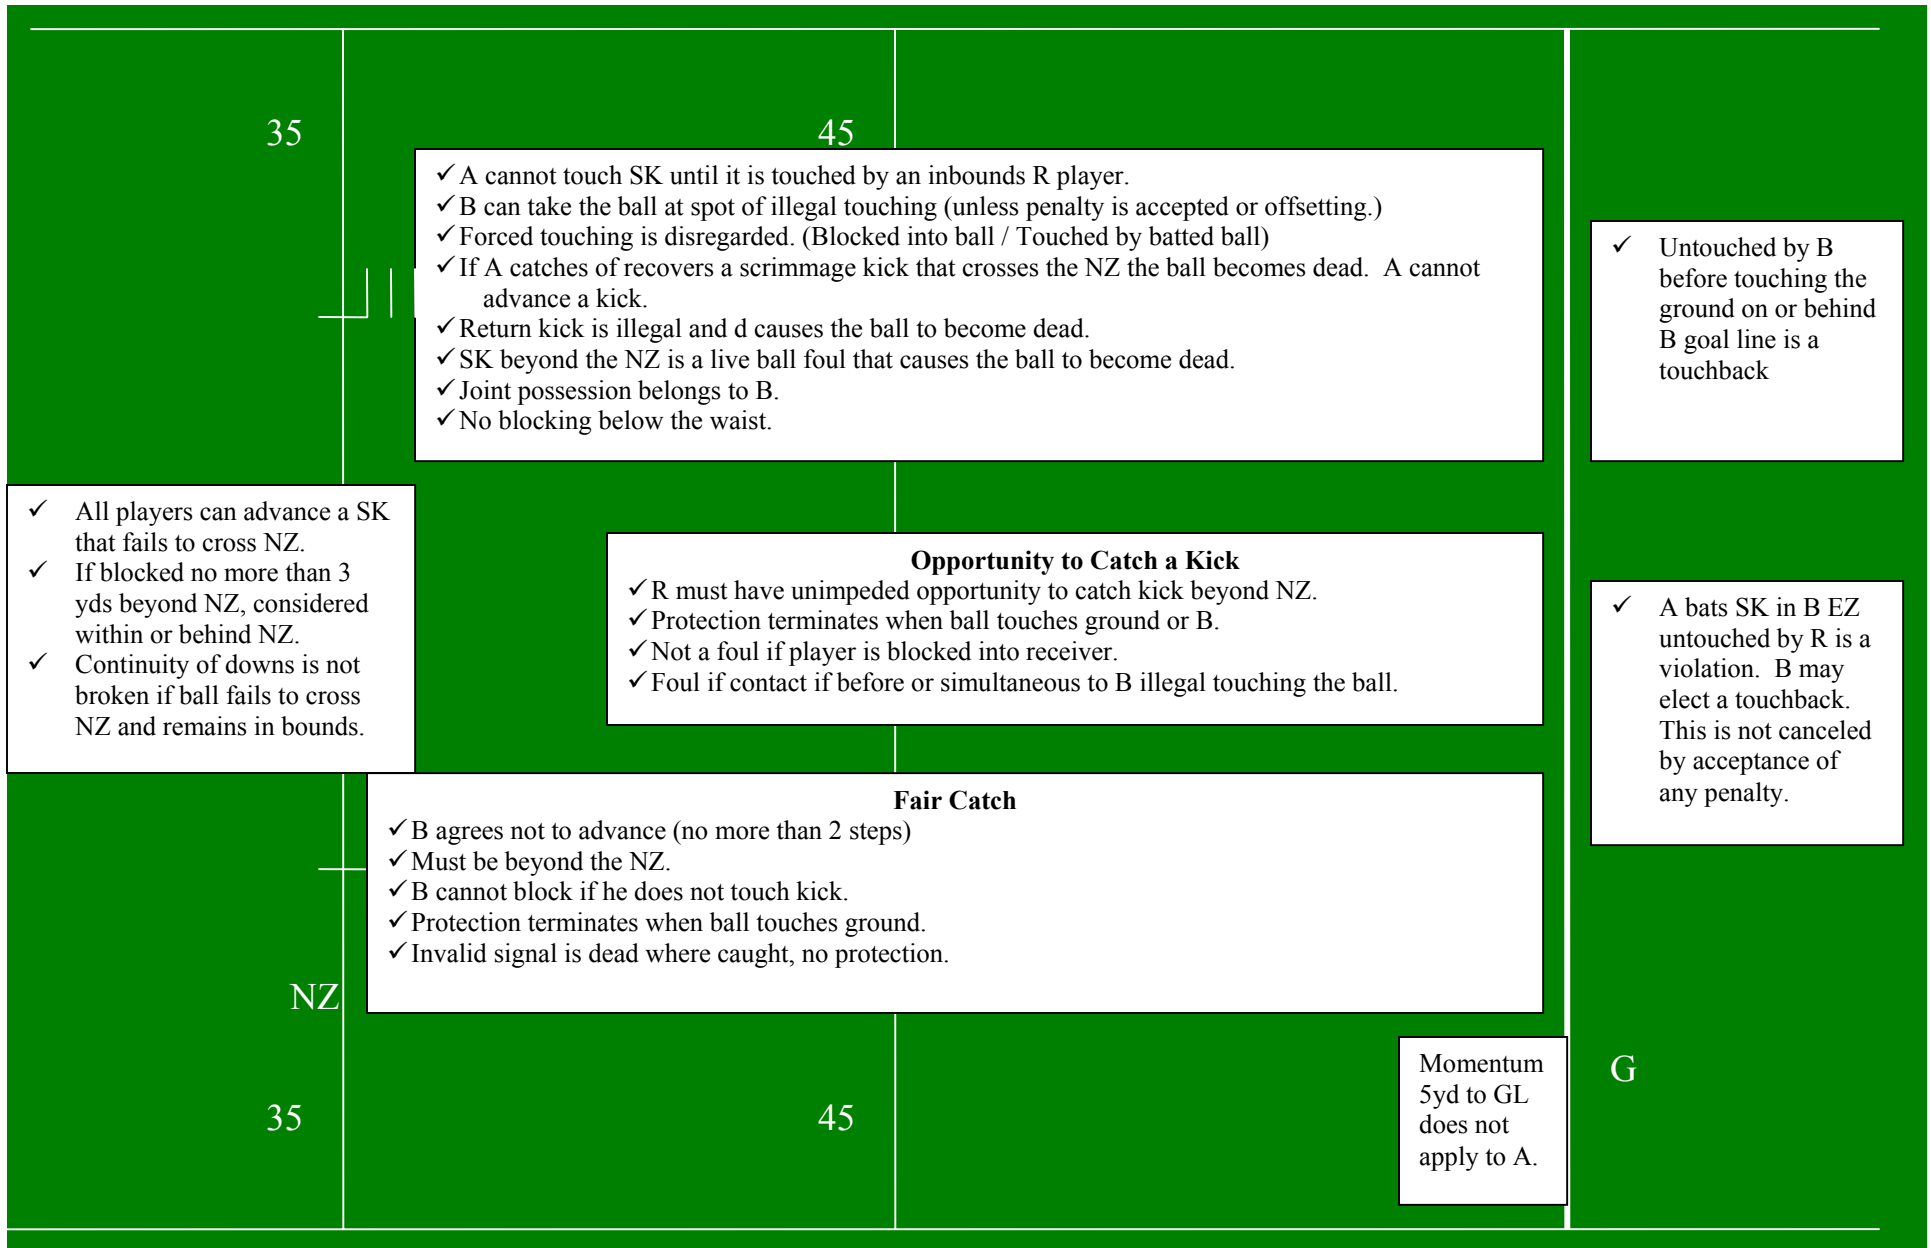 35
45
✓ A cannot touch SK until it is touched by an inbounds R player.
✓ B can take the ball at spot of illegal touching (unless penalty is accepted or offsetting.)
✓ Forced touching is disregarded. (Blocked into ball / Touched by batted ball)
✓ If A catches of recovers a scrimmage kick that crosses the NZ the ball becomes dead.  A cannot
advance a kick.
✓ Return kick is illegal and d causes the ball to become dead.
✓ SK beyond the NZ is a live ball foul that causes the ball to become dead.
✓ Joint possession belongs to B.
✓ No blocking below the waist.
✓ Untouched by B
before touching the
ground on or behind
B goal line is a
touchback
✓ All players can advance a SK
that fails to cross NZ.
✓ If blocked no more than 3
yds beyond NZ, considered
within or behind NZ.
✓ Continuity of downs is not
broken if ball fails to cross
NZ and remains in bounds.
Opportunity to Catch a Kick
✓ R must have unimpeded opportunity to catch kick beyond NZ.
✓ Protection terminates when ball touches ground or B.
✓ Not a foul if player is blocked into receiver.
✓ Foul if contact if before or simultaneous to B illegal touching the ball.
✓ A bats SK in B EZ
untouched by R is a
violation.  B may
elect a touchback.
This is not canceled
by acceptance of
any penalty.
Fair Catch
✓ B agrees not to advance (no more than 2 steps)
✓ Must be beyond the NZ.
✓ B cannot block if he does not touch kick.
✓ Protection terminates when ball touches ground.
✓ Invalid signal is dead where caught, no protection.
NZ
Momentum
5yd to GL
does not
apply to A.
G
35
45